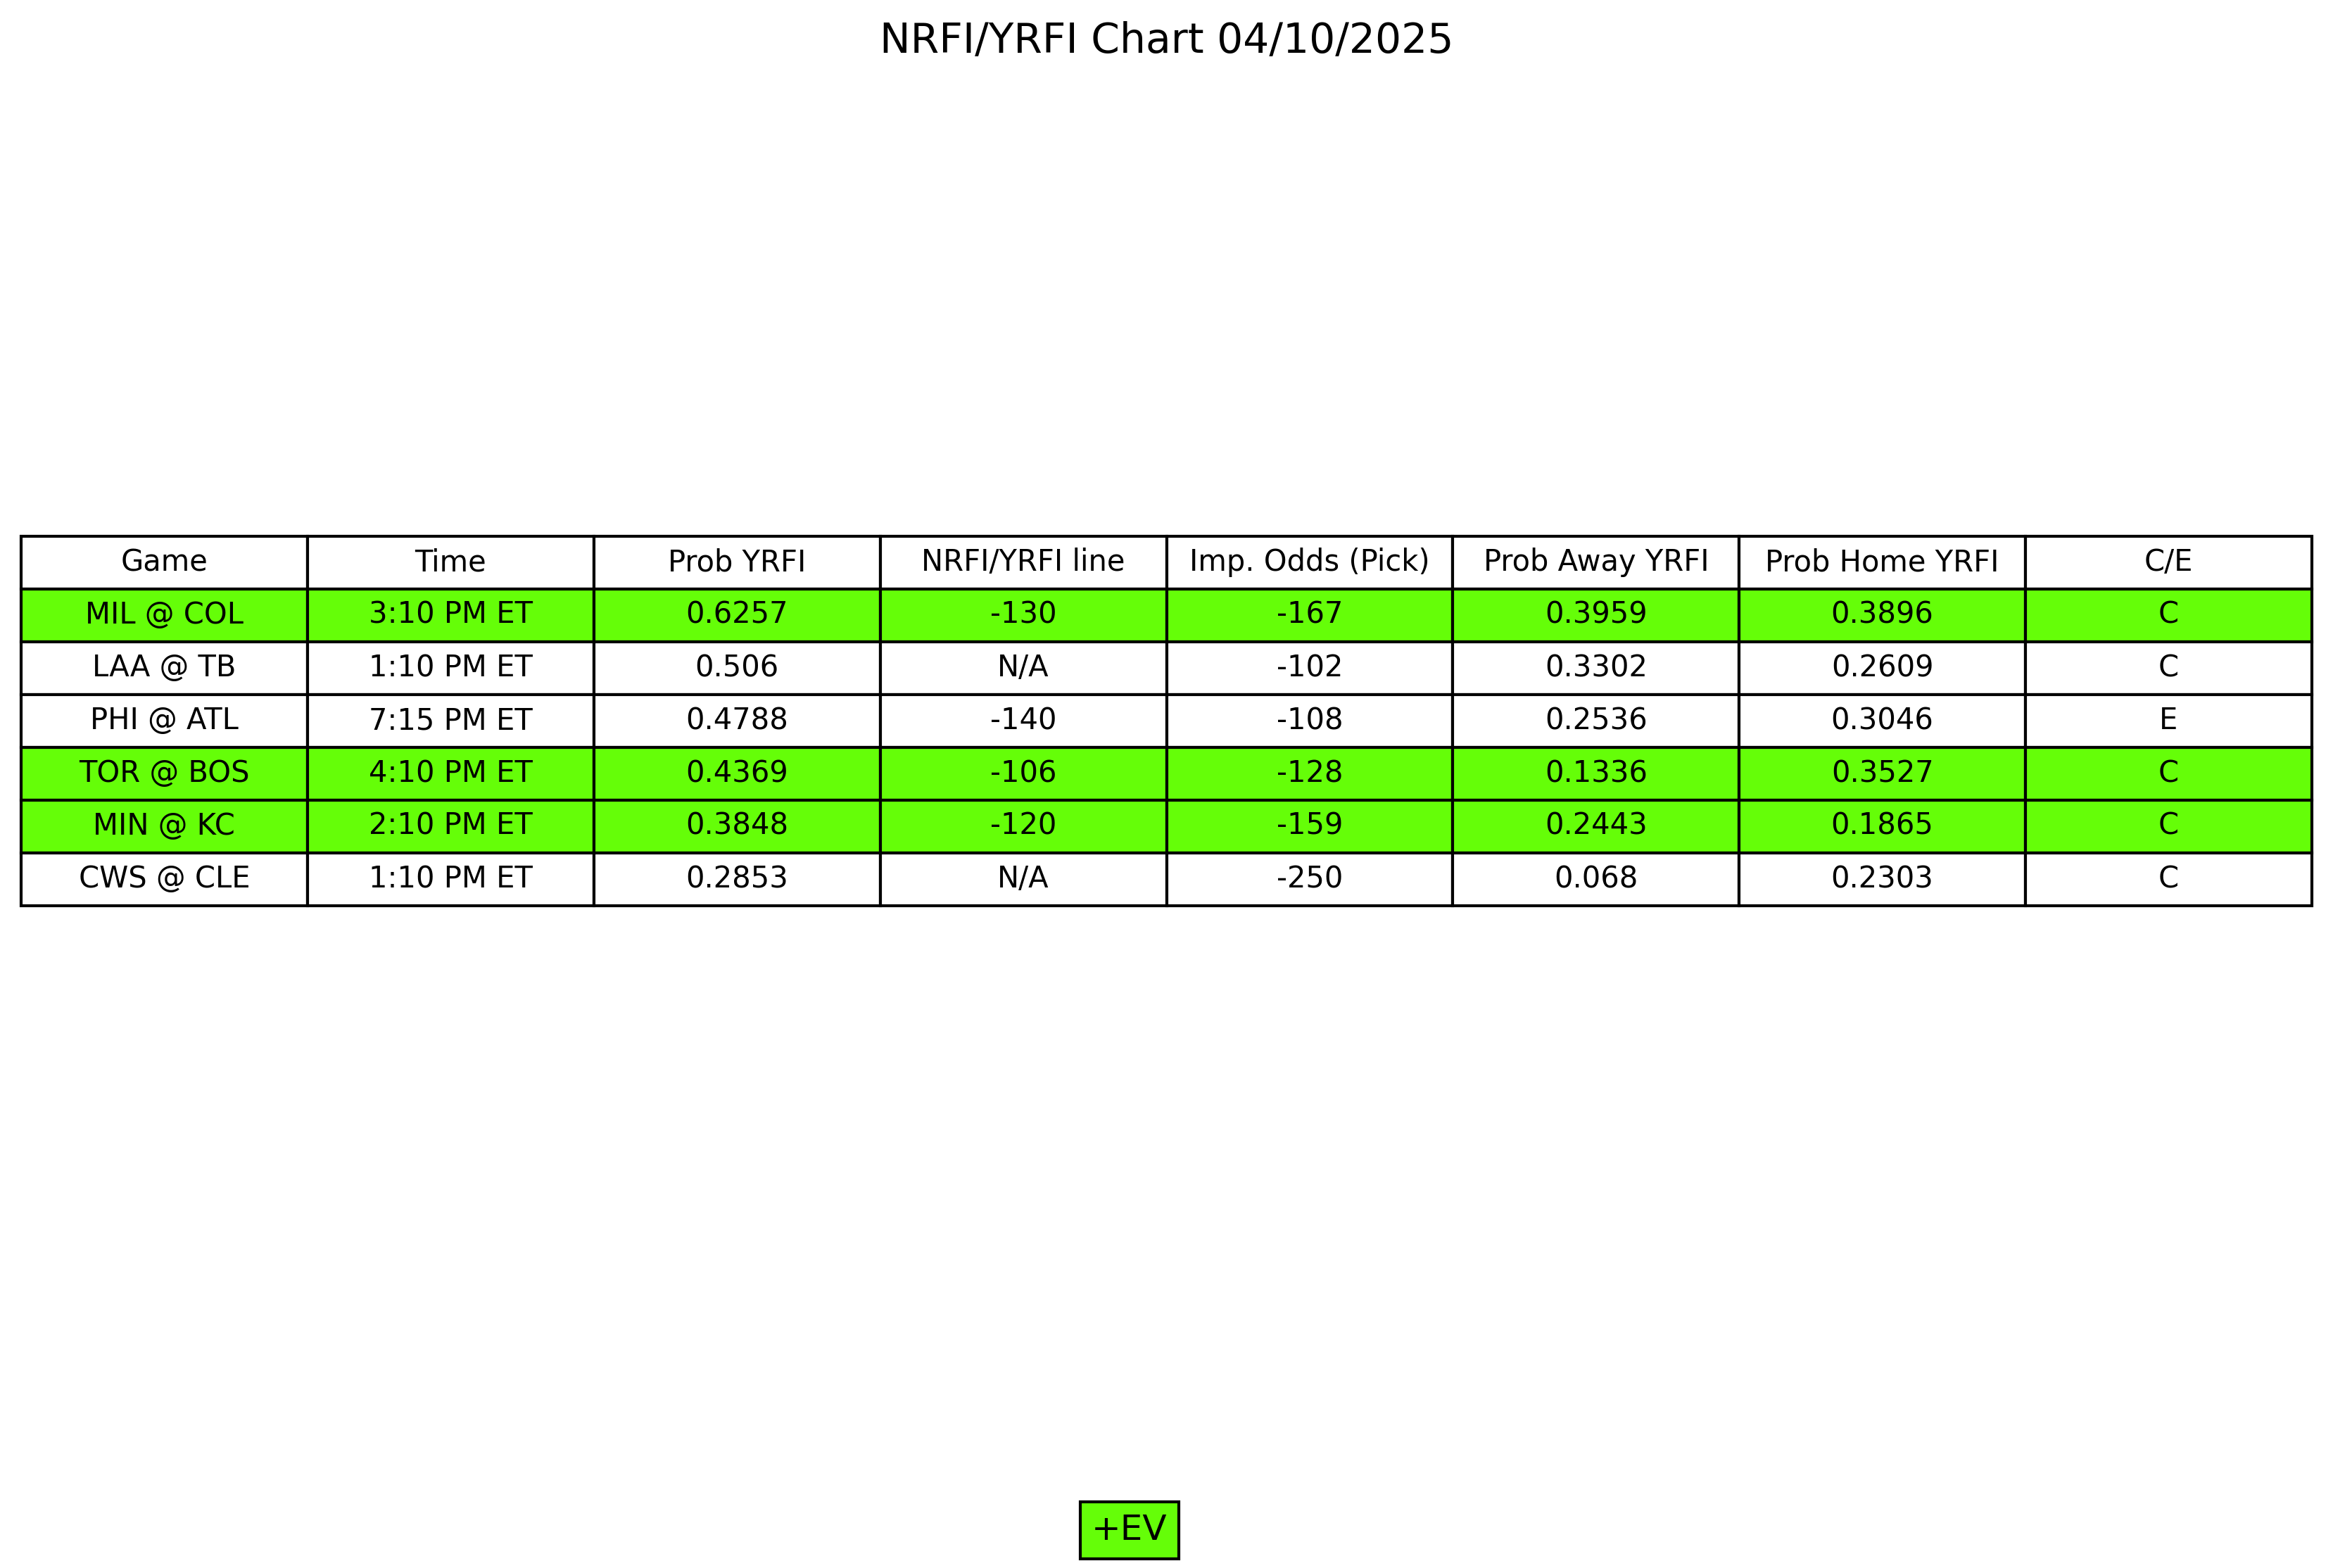 NRFI/YRFI Chart 04/10/2025
Game Time Prob YRFI NRFI/YRFI line Imp. Odds (Pick) Prob Away YRFI Prob Home YRFI C/E
MIL @ COL 3:10 PM ET 0.6257 -130 -167 0.3959 0.3896 C
LAA @ TB 1:10 PM ET 0.506 N/A -102 0.3302 0.2609 C
PHI @ ATL 7:15 PM ET 0.4788 -140 -108 0.2536 0.3046 E
TOR @ BOS 4:10 PM ET 0.4369 -106 -128 0.1336 0.3527 C
MIN @ KC 2:10 PM ET 0.3848 -120 -159 0.2443 0.1865 C
CWS @ CLE 1:10 PM ET 0.2853 N/A -250 0.068 0.2303 C
+EV